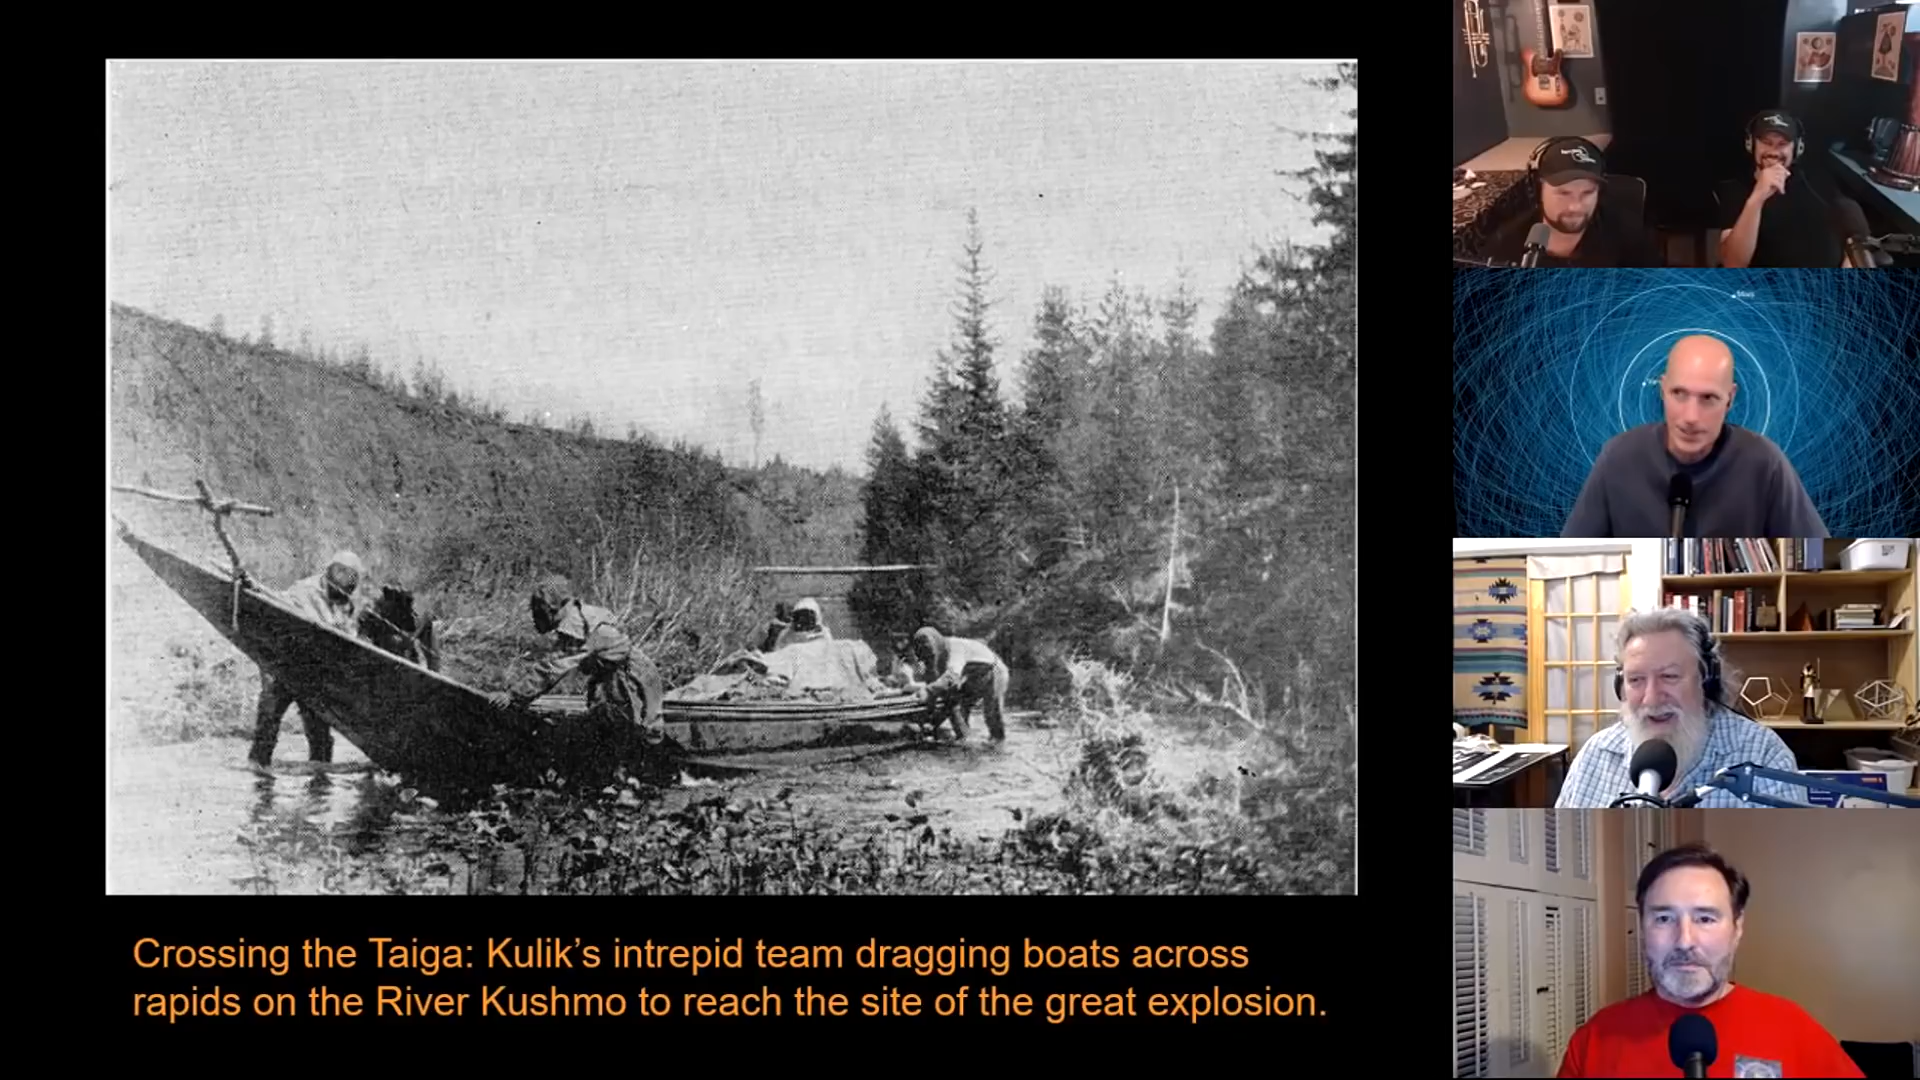 Crossing the Taiga: Kulik’s intrepid team dragging boats across
rapids on the River Kushmo to reach the site of the great explosion.